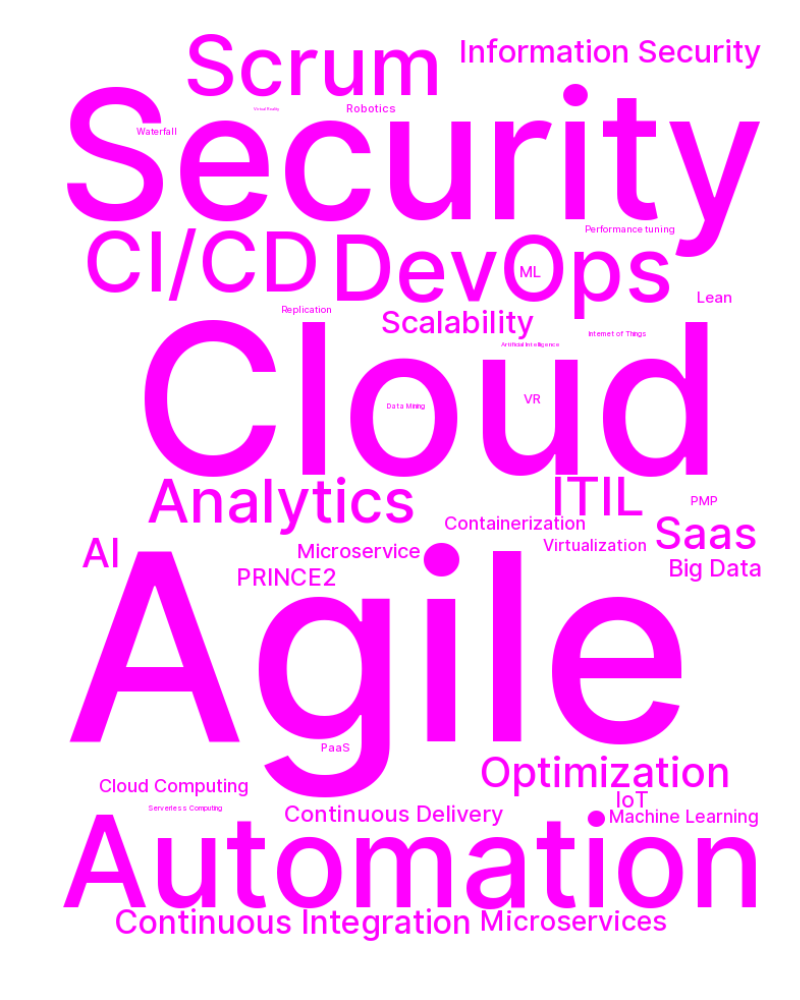 Scrum
Information Security
Virtual Reality
Robotics
Waterfall
Security
Performance tuning
CI/CD
DevOps
ML
Lean
Replication
Scalability
Internet of Things
Artificial Intelligence
Cloud
VR
Data Mining
Analytics
ITIL
PMP
Containerization
Saas
Virtualization
AI
Microservice
Big Data
PRINCE2
Agile
PaaS
Optimization
Cloud Computing
IoT
Serverless Computing
Continuous Delivery
Machine Learning
Automation
Continuous Integration
Microservices